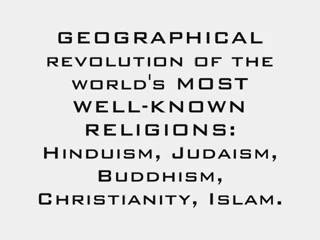 GEOGRAPHICAL
REVOLUTION OF THE
WORLD'S MOST
WELL-KNOWN
RELIGIONS:
HINDUISM, JUDAISM,
BUDDHISM,
CHRISTIANITY, ISLAM.